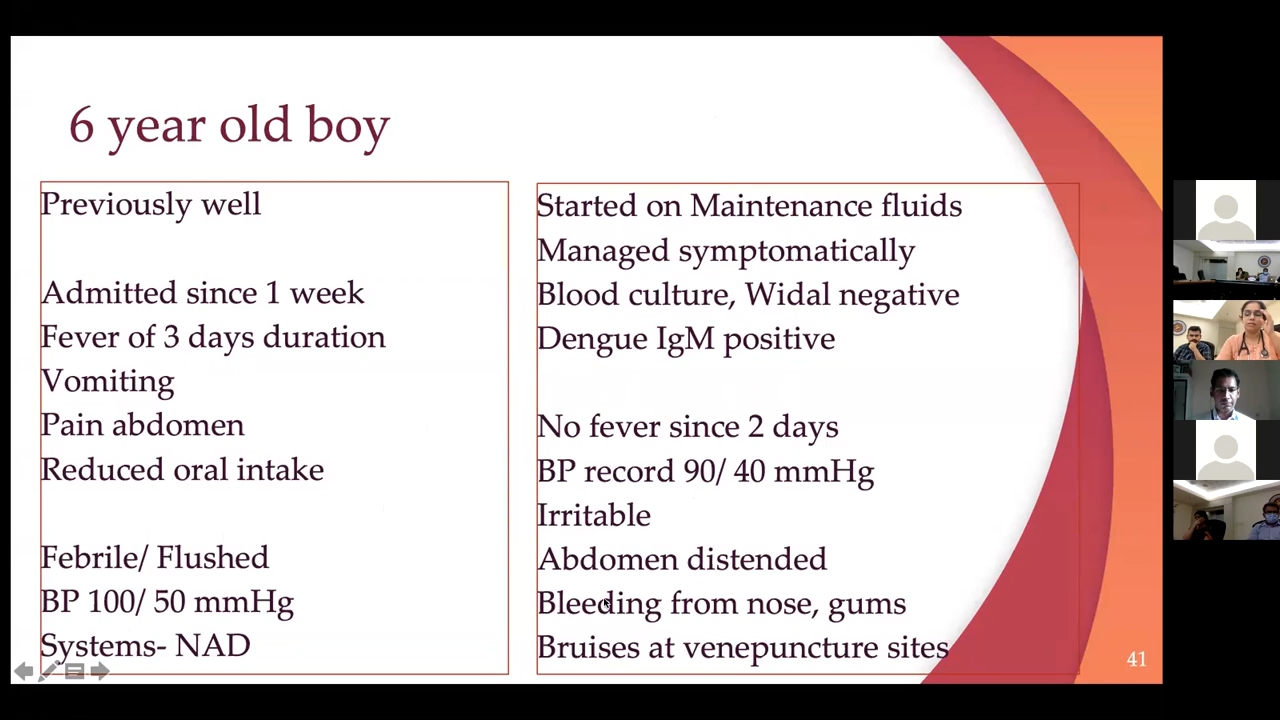 6 year old boy
Previously well
Admitted since 1 week
Fever of 3 days duration
Vomiting
Pain abdomen
Reduced oral intake
Febrile/ Flushed
BP 100/ 50 mmHg
Systems- NAD
Started on Maintenance fluids
Managed symptomatically
Blood culture, Widal negative
Dengue IgM positive
No fever since 2 days
BP record 90/ 40 mmHg
Irritable
Abdomen distended
Bleeding from nose, gums
Bruises at venepuncture sites
41